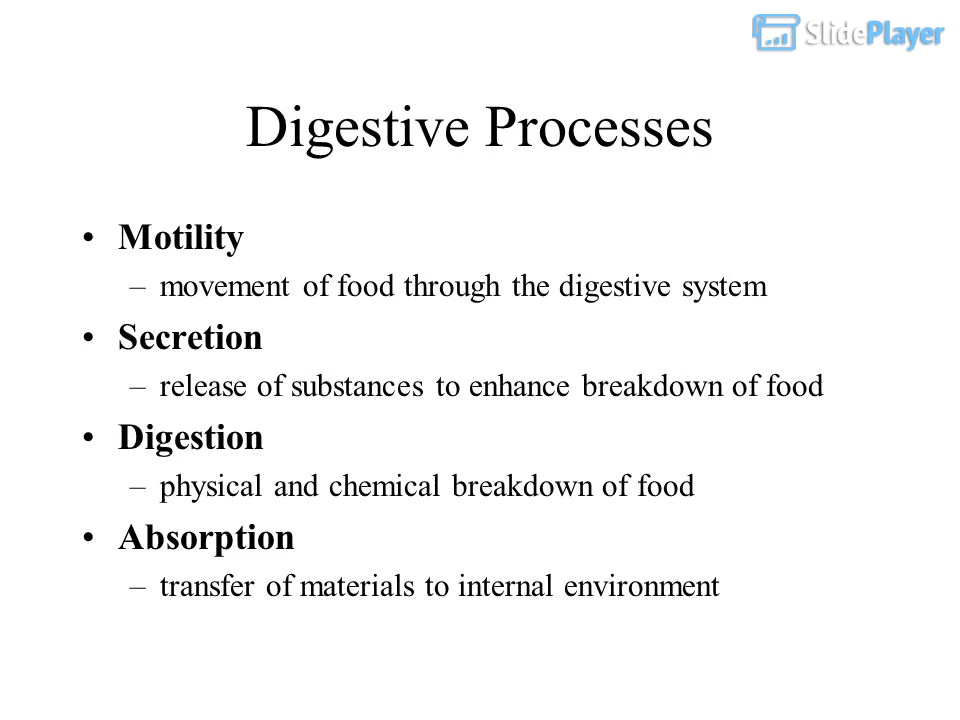 SlidePlayer
Digestive Processes
• Motility
– movement of food through the digestive system
• Secretion
– release of substances to enhance breakdown of food
• Digestion
– physical and chemical breakdown of food
• Absorption
– transfer of materials to internal environment